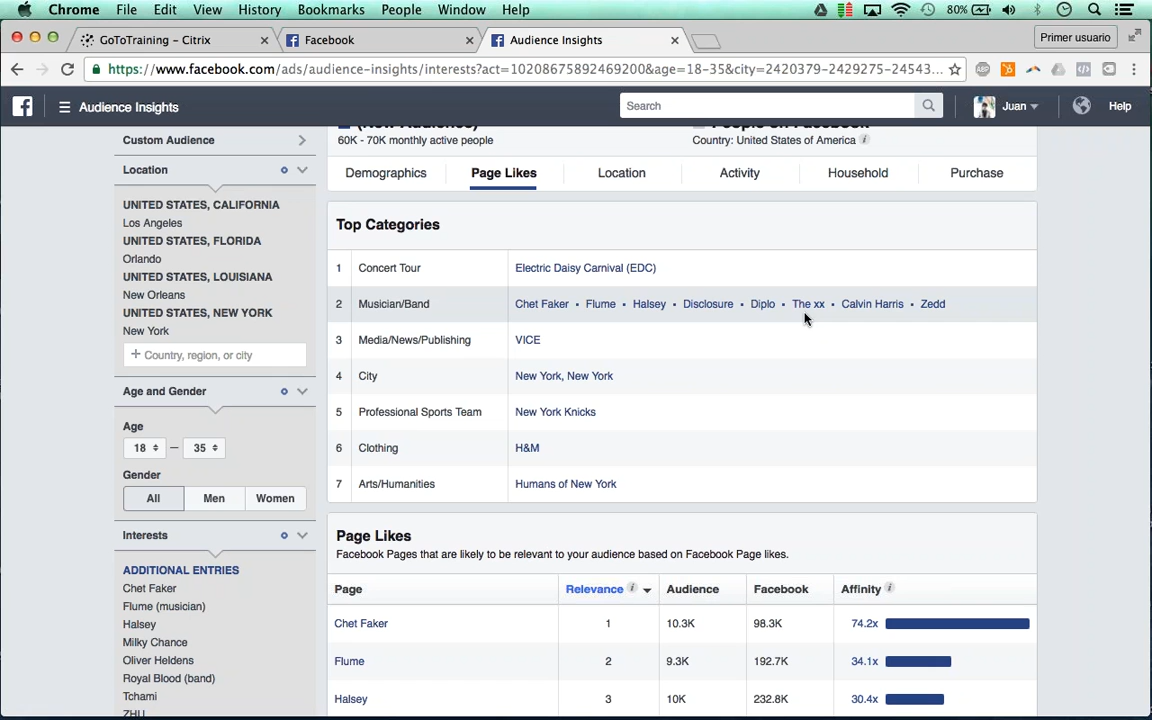 Chrome File Edit View History Bookmarks People Window Help 80%
GoToTraining - Citrix × Facebook × Audience Insights × Primer usuario
https://www.facebook.com/ads/audience-insights/interests?act=10208675892469200&age=18-35&city=2420379-2429275-24543...
Audience Insights Search Juan Help
(New Audience) People on Facebook
Custom Audience 60K - 70K monthly active people Country: United States of America
Location Demographics Page Likes Location Activity Household Purchase
UNITED STATES, CALIFORNIA
Los Angeles
UNITED STATES, FLORIDA
Orlando
UNITED STATES, LOUISIANA
New Orleans
UNITED STATES, NEW YORK
New York
+ Country, region, or city
Age and Gender
Age
18 — 35
Gender
All Men Women
Interests
ADDITIONAL ENTRIES
Chet Faker
Flume (musician)
Halsey
Milky Chance
Oliver Heldens
Royal Blood (band)
Tchami
ZHU
Top Categories
1 Concert Tour Electric Daisy Carnival (EDC)
2 Musician/Band Chet Faker • Flume • Halsey • Disclosure • Diplo • The xx • Calvin Harris • Zedd
3 Media/News/Publishing VICE
4 City New York, New York
5 Professional Sports Team New York Knicks
6 Clothing H&M
7 Arts/Humanities Humans of New York
Page Likes
Facebook Pages that are likely to be relevant to your audience based on Facebook Page likes.
Page Relevance Audience Facebook Affinity
Chet Faker 1 10.3K 98.3K 74.2x
Flume 2 9.3K 192.7K 34.1x
Halsey 3 10K 232.8K 30.4x